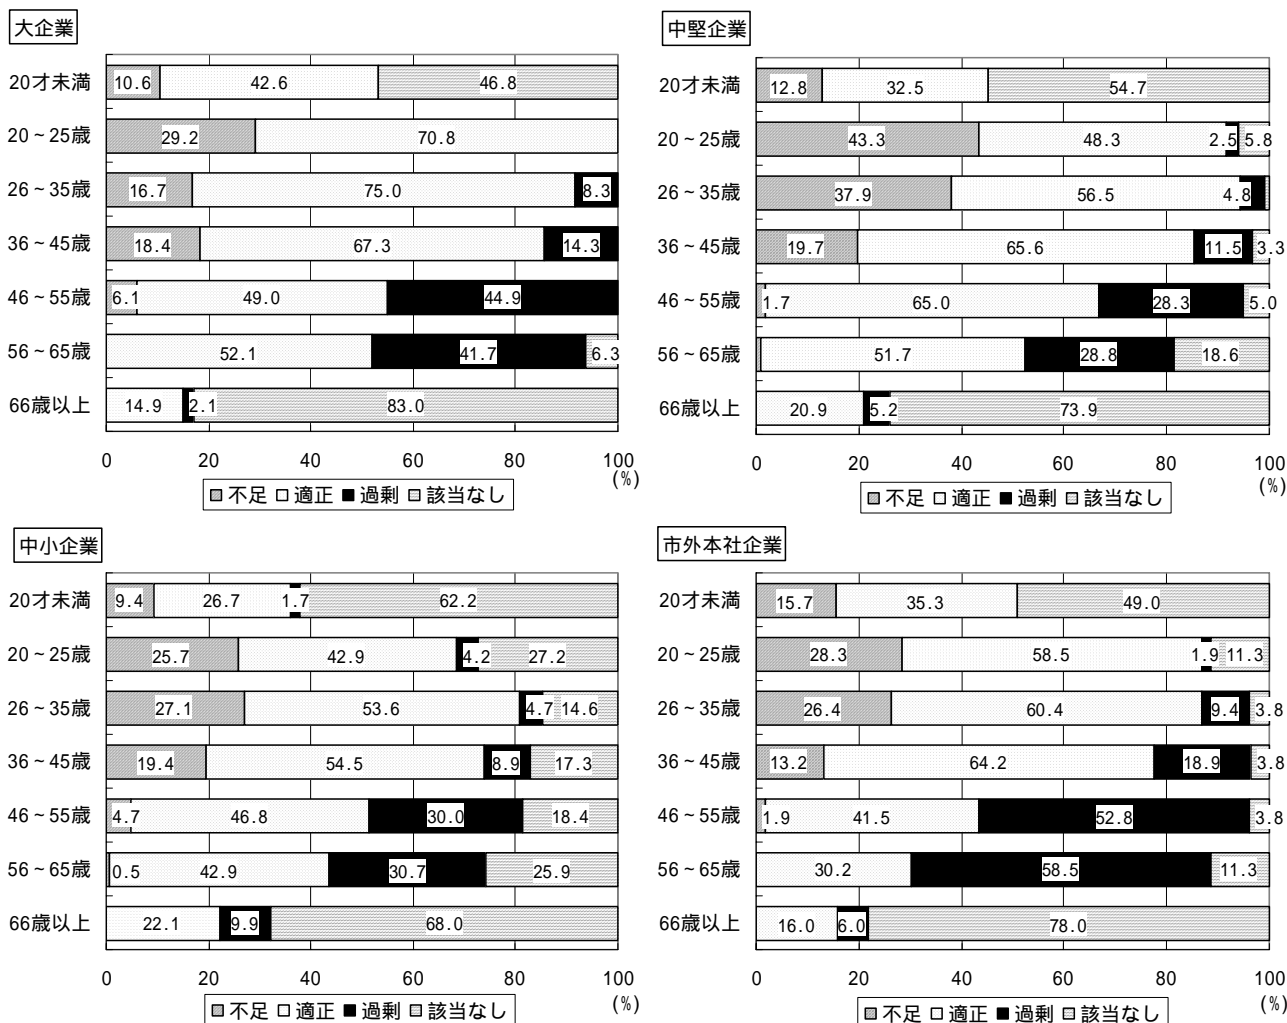 大企業
20才未満 10.6 42.6 46.8
20～25歳 29.2 70.8
26～35歳 16.7 75.0 8.3
36～45歳 18.4 67.3 14.3
46～55歳 6.1 49.0 44.9
56～65歳 52.1 41.7 6.3
66歳以上 14.9 2.1 83.0
0 20 40 60 80 100
(%)
不足 適正 過剰 該当なし
中堅企業
20才未満 12.8 32.5 54.7
20～25歳 43.3 48.3 2.5 5.8
26～35歳 37.9 56.5 4.8
36～45歳 19.7 65.6 11.5 3.3
46～55歳 1.7 65.0 28.3 5.0
56～65歳 51.7 28.8 18.6
66歳以上 20.9 5.2 73.9
0 20 40 60 80 100
(%)
不足 適正 過剰 該当なし
中小企業
20才未満 9.4 26.7 1.7 62.2
20～25歳 25.7 42.9 4.2 27.2
26～35歳 27.1 53.6 4.7 14.6
36～45歳 19.4 54.5 8.9 17.3
46～55歳 4.7 46.8 30.0 18.4
56～65歳 0.5 42.9 30.7 25.9
66歳以上 22.1 9.9 68.0
0 20 40 60 80 100
(%)
不足 適正 過剰 該当なし
市外本社企業
20才未満 15.7 35.3 49.0
20～25歳 28.3 58.5 1.9 11.3
26～35歳 26.4 60.4 9.4 3.8
36～45歳 13.2 64.2 18.9 3.8
46～55歳 1.9 41.5 52.8 3.8
56～65歳 30.2 58.5 11.3
66歳以上 16.0 6.0 78.0
0 20 40 60 80 100
(%)
不足 適正 過剰 該当なし